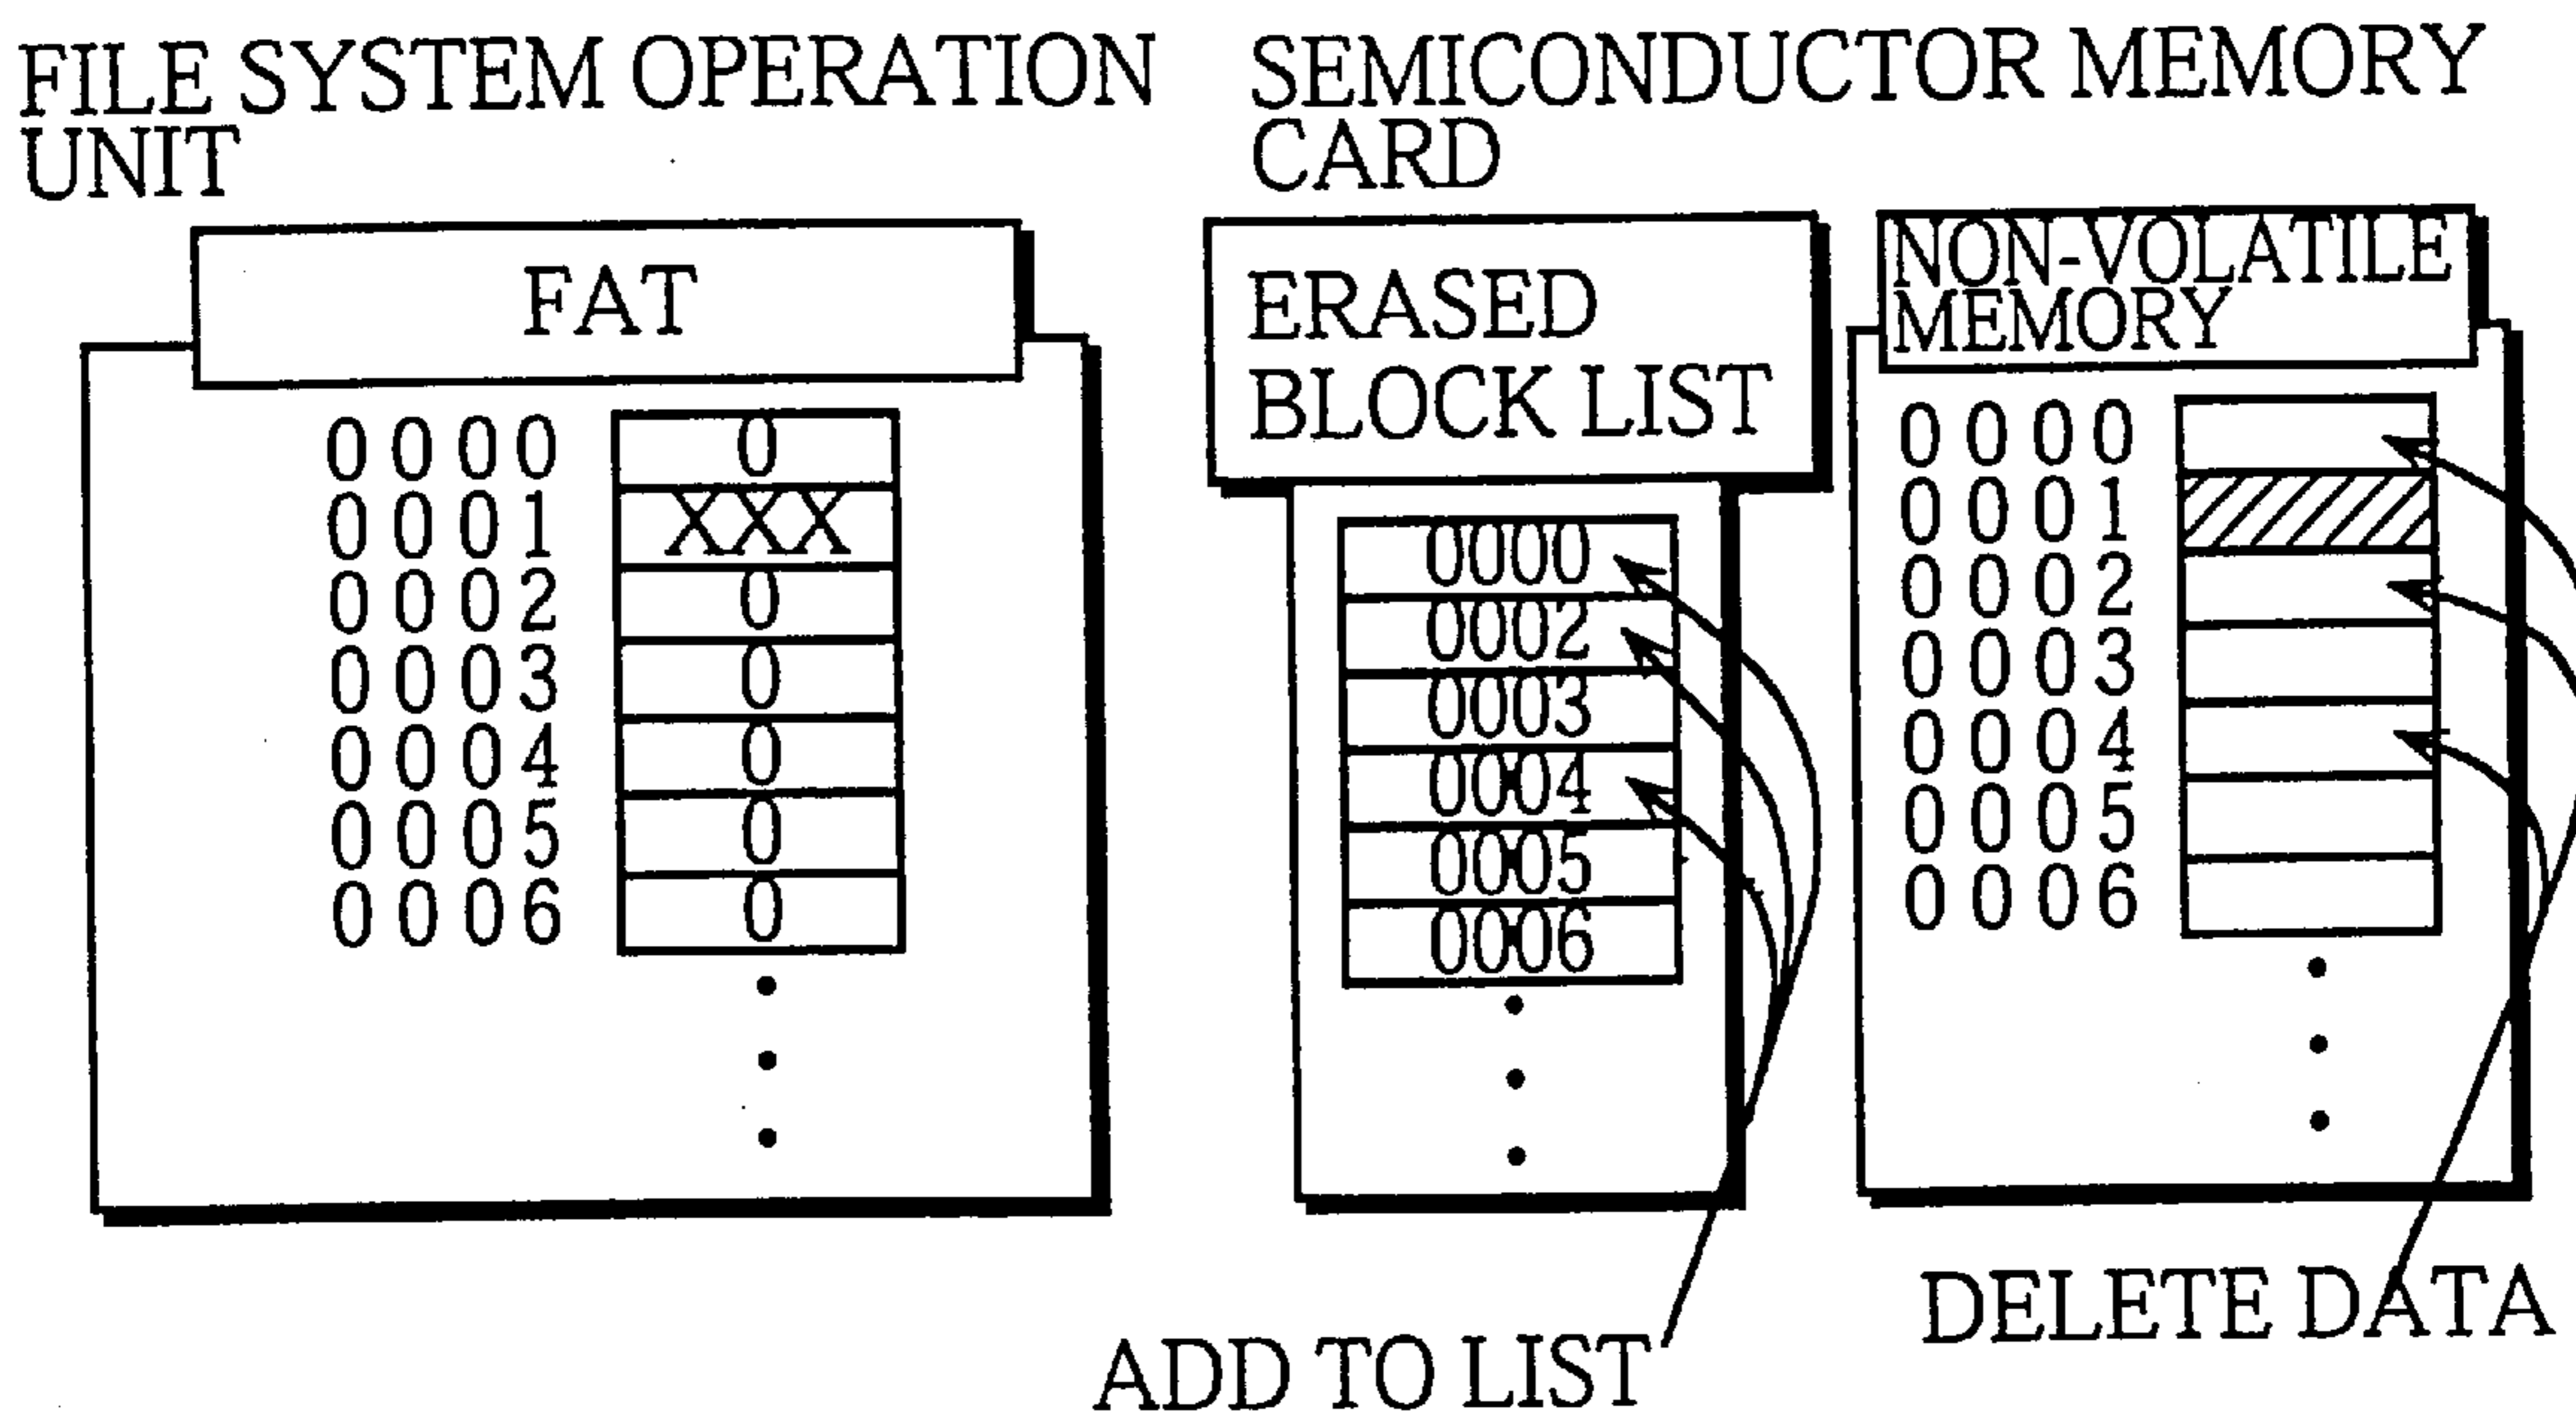 FILE SYSTEM OPERATION
UNIT
FAT
0000 0
0001 XXX
0002 0
0003 0
0004 0
0005 0
0006 0
SEMICONDUCTOR MEMORY
CARD
ERASED
BLOCK LIST
0000
0002
0003
0004
0005
0006
ADD TO LIST
NON-VOLATILE
MEMORY
0000
0001
0002
0003
0004
0005
0006
DELETE DATA